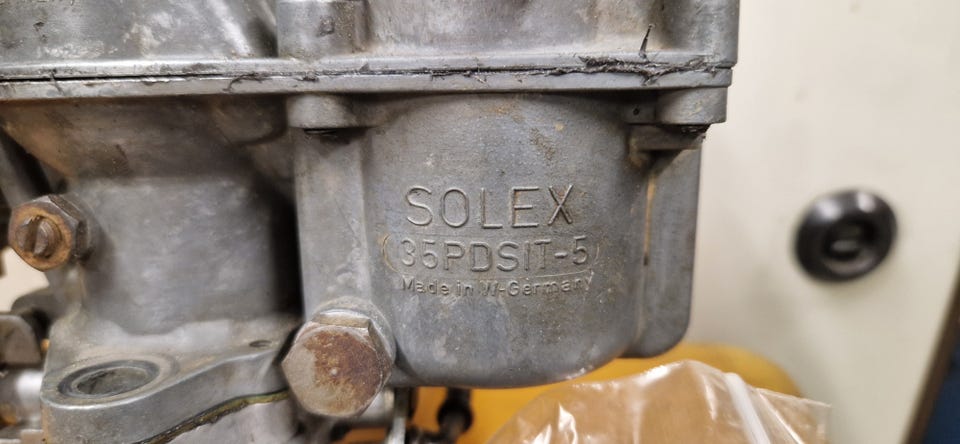 SOLEX
(35PDSIT-5)
Made in W-Germany